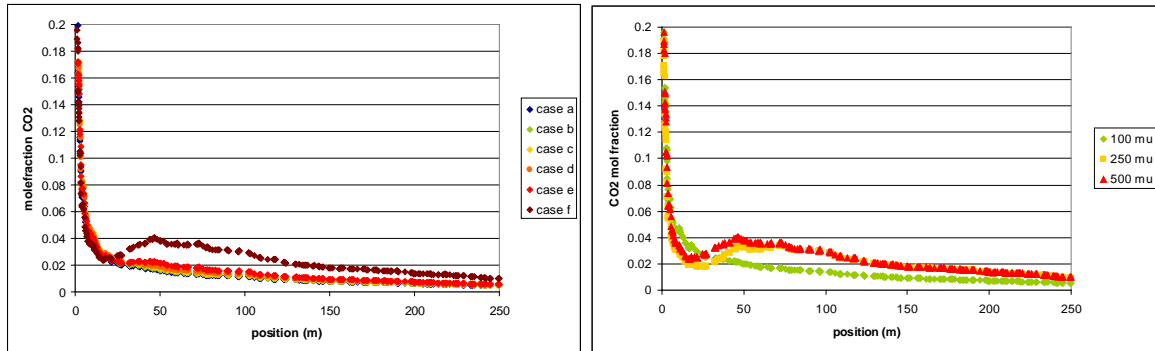 0.2
0.18
0.16
0.14
0.12
0.1
0.08
0.06
0.04
0.02
0
molefraction CO2
0 50 100 150 200 250
position (m)
case a
case b
case c
case d
case e
case f
0.2
0.18
0.16
0.14
0.12
0.1
0.08
0.06
0.04
0.02
0
CO2 mol fraction
0 50 100 150 200 250
position (m)
100 mu
250 mu
500 mu